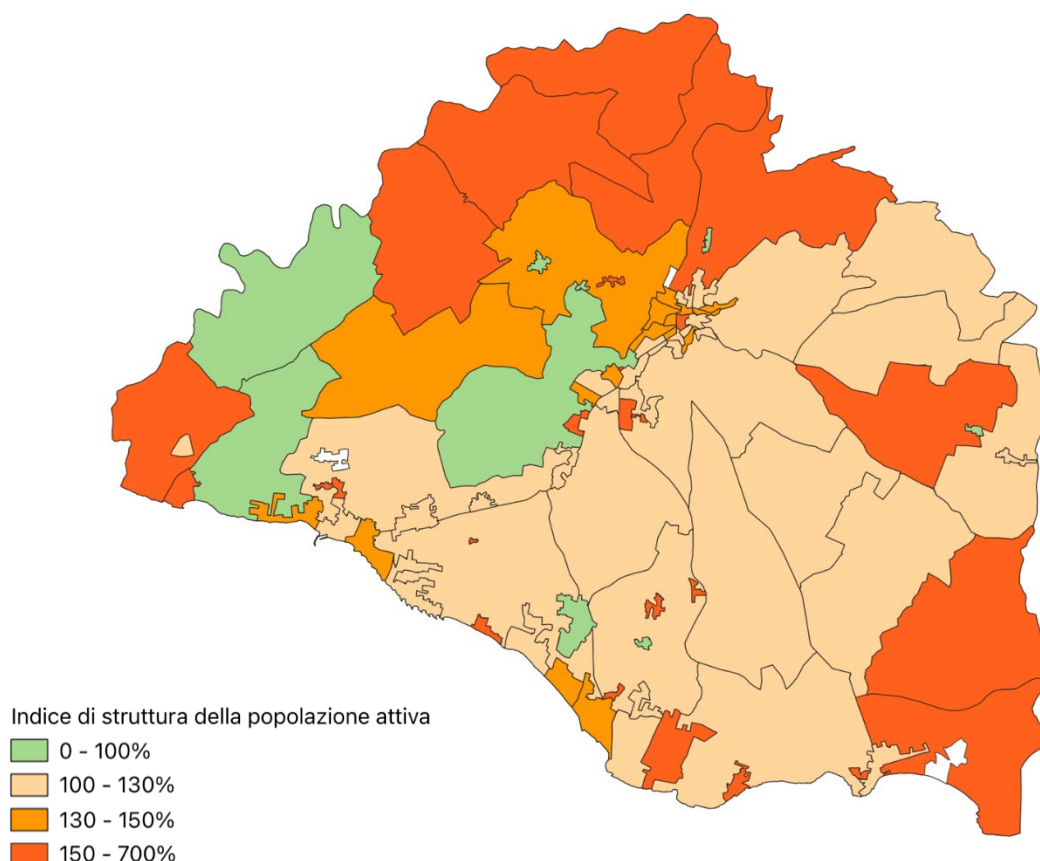 Indice di struttura della popolazione attiva
0 - 100%
100 - 130%
130 - 150%
150 - 700%